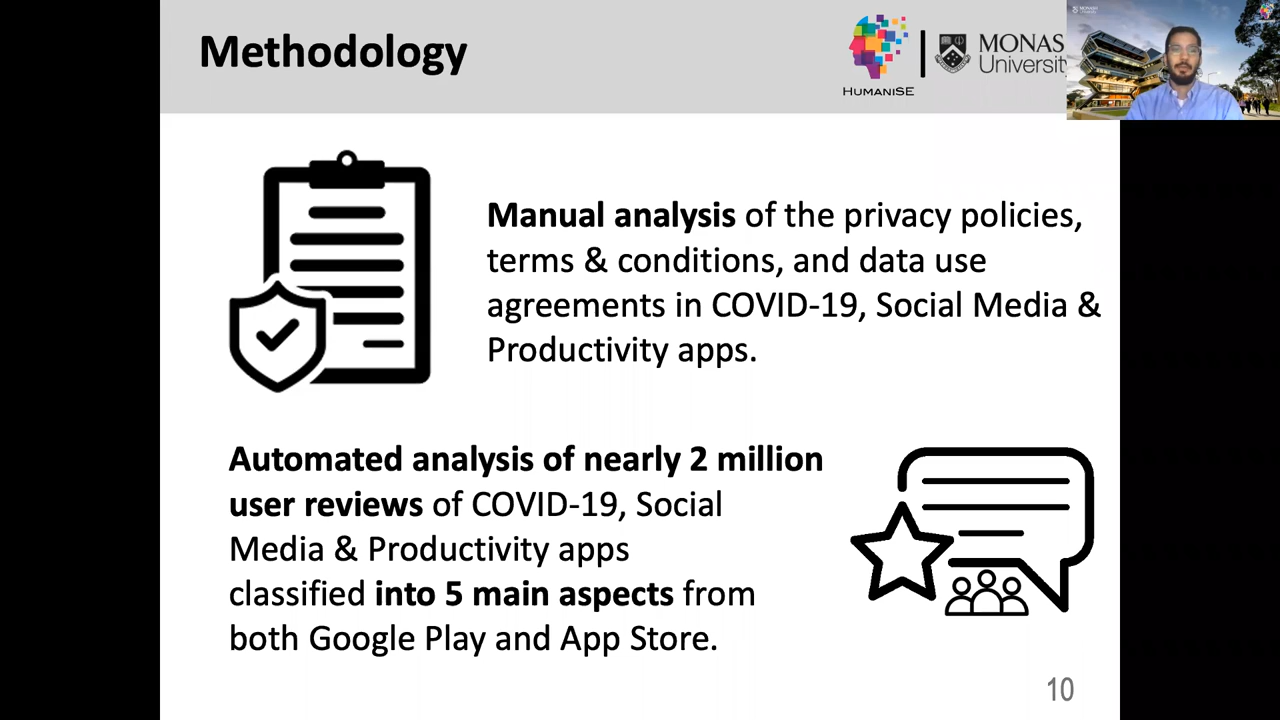 Methodology
HUMANISE
MONAS
University
Manual analysis of the privacy policies,
terms & conditions, and data use
agreements in COVID-19, Social Media &
Productivity apps.
Automated analysis of nearly 2 million
user reviews of COVID-19, Social
Media & Productivity apps
classified into 5 main aspects from
both Google Play and App Store.
10